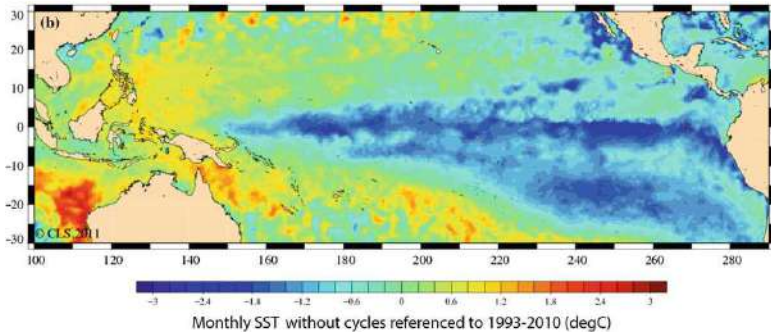 (b)
30
20
10
0
−10
−20
−30
© CLS 2011
100 120 140 160 180 200 220 240 260 280
−3 −2.4 −1.8 −1.2 −0.6 0 0.6 1.2 1.8 2.4 3
Monthly SST without cycles referenced to 1993-2010 (degC)